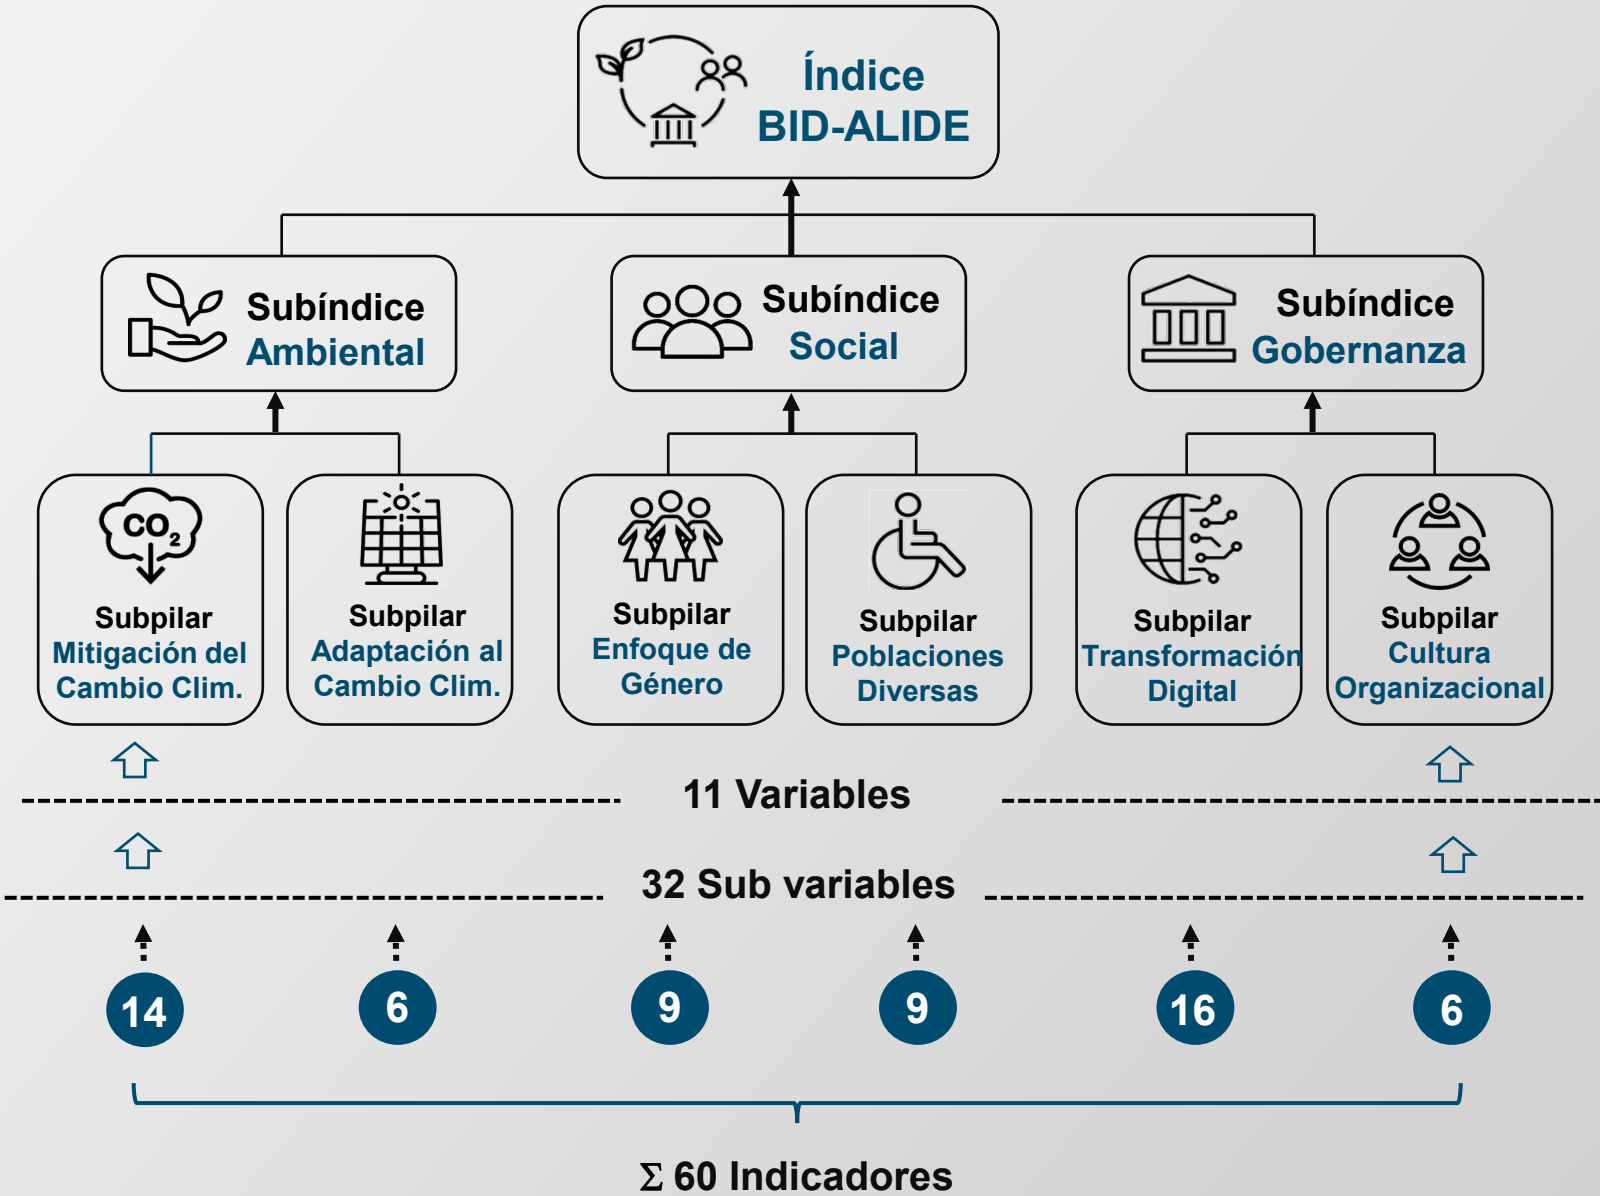 Índice
BID-ALIDE
Subíndice
Ambiental
Subíndice
Social
Subíndice
Gobernanza
CO2
Subpilar
Mitigación del
Cambio Clim.
Subpilar
Adaptación al
Cambio Clim.
Subpilar
Enfoque de
Género
Subpilar
Poblaciones
Diversas
Subpilar
Transformación
Digital
Subpilar
Cultura
Organizacional
11 Variables
32 Sub variables
14
6
9
9
16
6
Σ 60 Indicadores